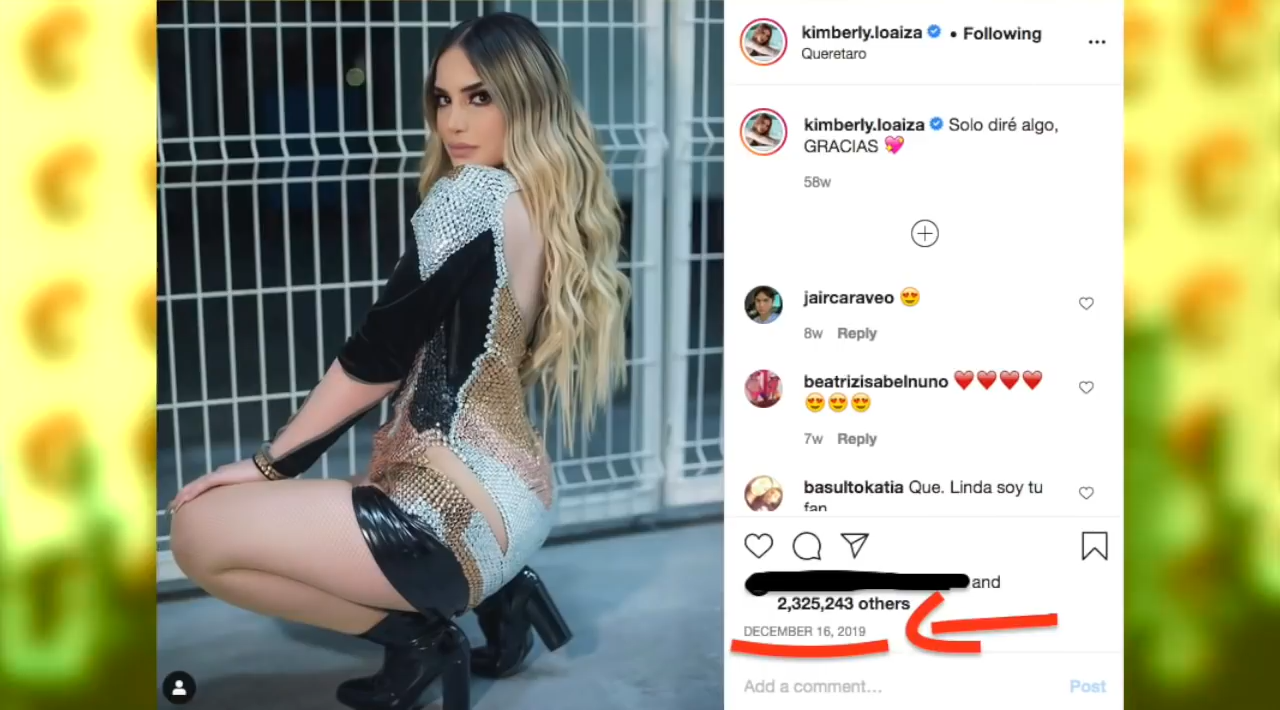 kimberly.loaiza • Following
Queretaro
kimberly.loaiza Solo diré algo,
GRACIAS 💖
58w
jaircaraveo 😍
8w Reply
beatrizisabelnuno ❤️❤️❤️❤️
😍😍😍
7w Reply
basultokatia Que. Linda soy tu
fan
and
2,325,243 others
DECEMBER 16, 2019
Add a comment...
Post